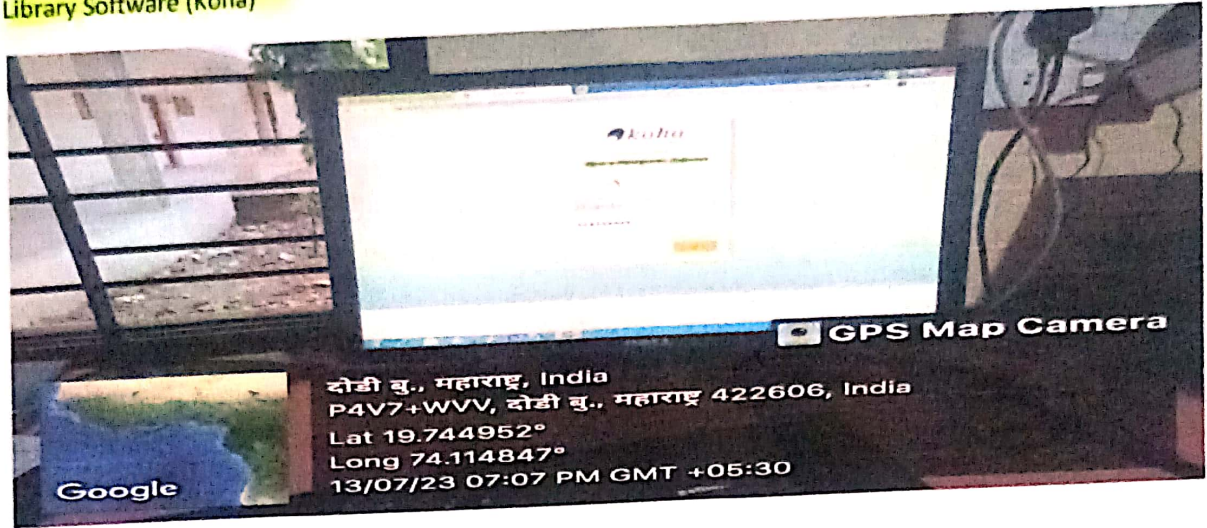 Library Software (Koha)
koha
GPS Map Camera
दोडी बु., महाराष्ट्र, India
P4V7+WVV, दोडी बु., महाराष्ट्र 422606, India
Lat 19.744952°
Long 74.114847°
13/07/23 07:07 PM GMT +05:30
Google